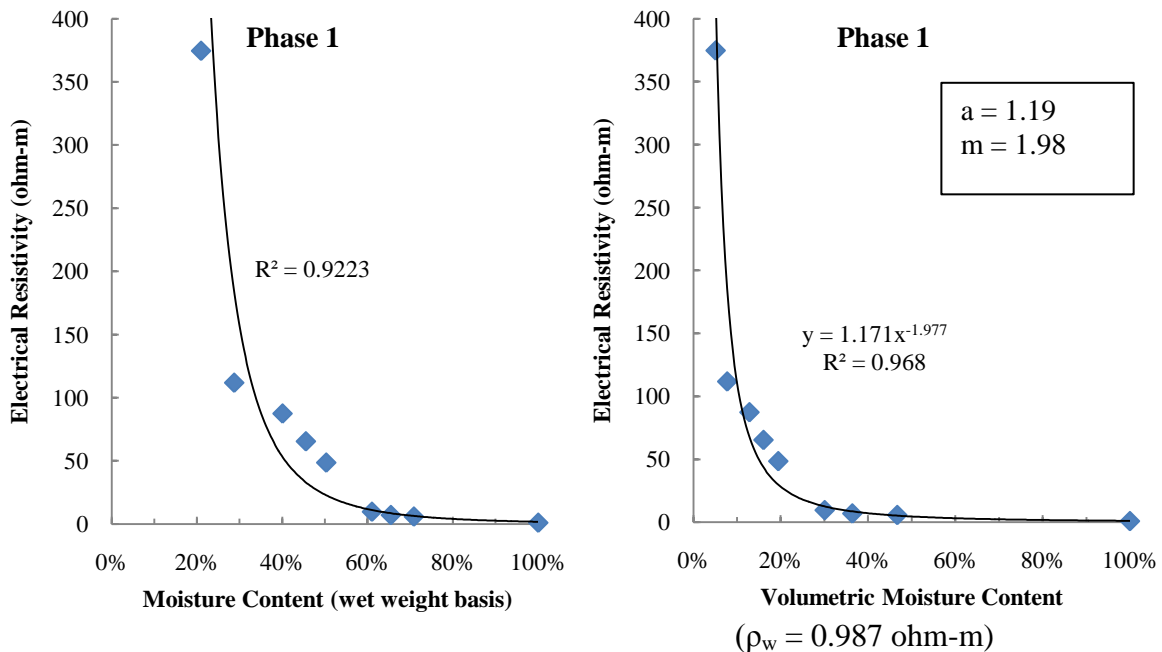 Phase 1
400
350
300
250
200
150
100
50
0
Electrical Resistivity (ohm-m)
R² = 0.9223
0% 20% 40% 60% 80% 100%
Moisture Content (wet weight basis)
Phase 1
400
350
300
250
200
150
100
50
0
Electrical Resistivity (ohm-m)
a = 1.19
m = 1.98
y = 1.171x⁻¹·⁹⁷⁷
R² = 0.968
0% 20% 40% 60% 80% 100%
Volumetric Moisture Content
(ρw = 0.987 ohm-m)